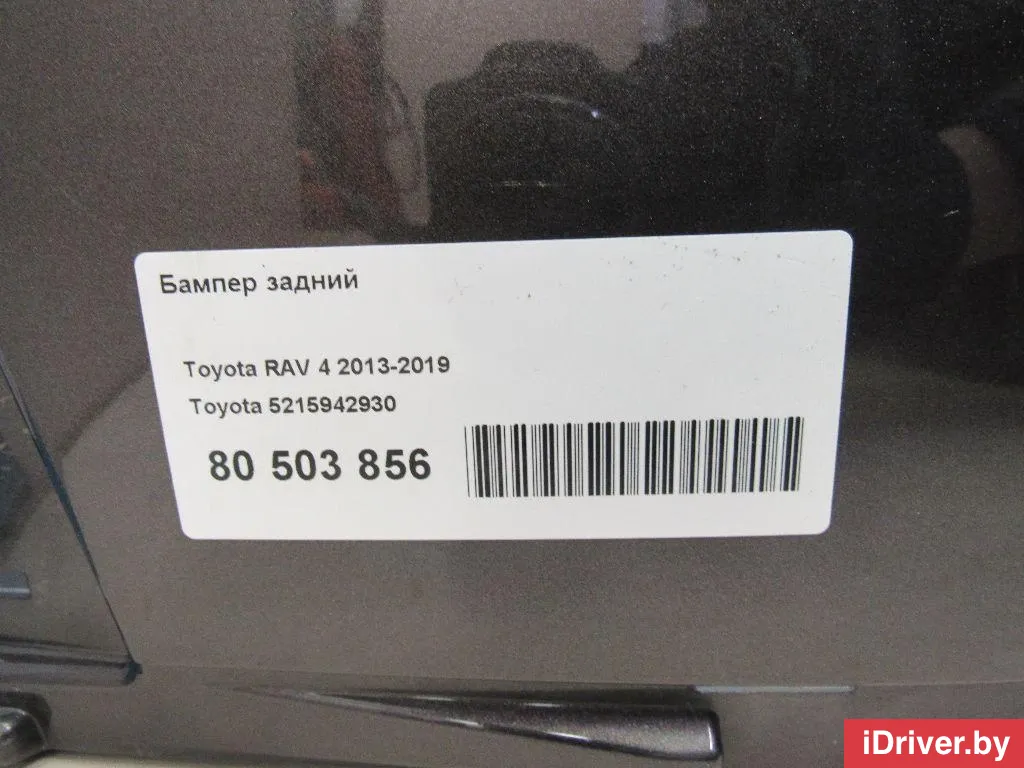 Бампер задний
Toyota RAV 4 2013-2019
Toyota 5215942930
80 503 856
iDriver.by